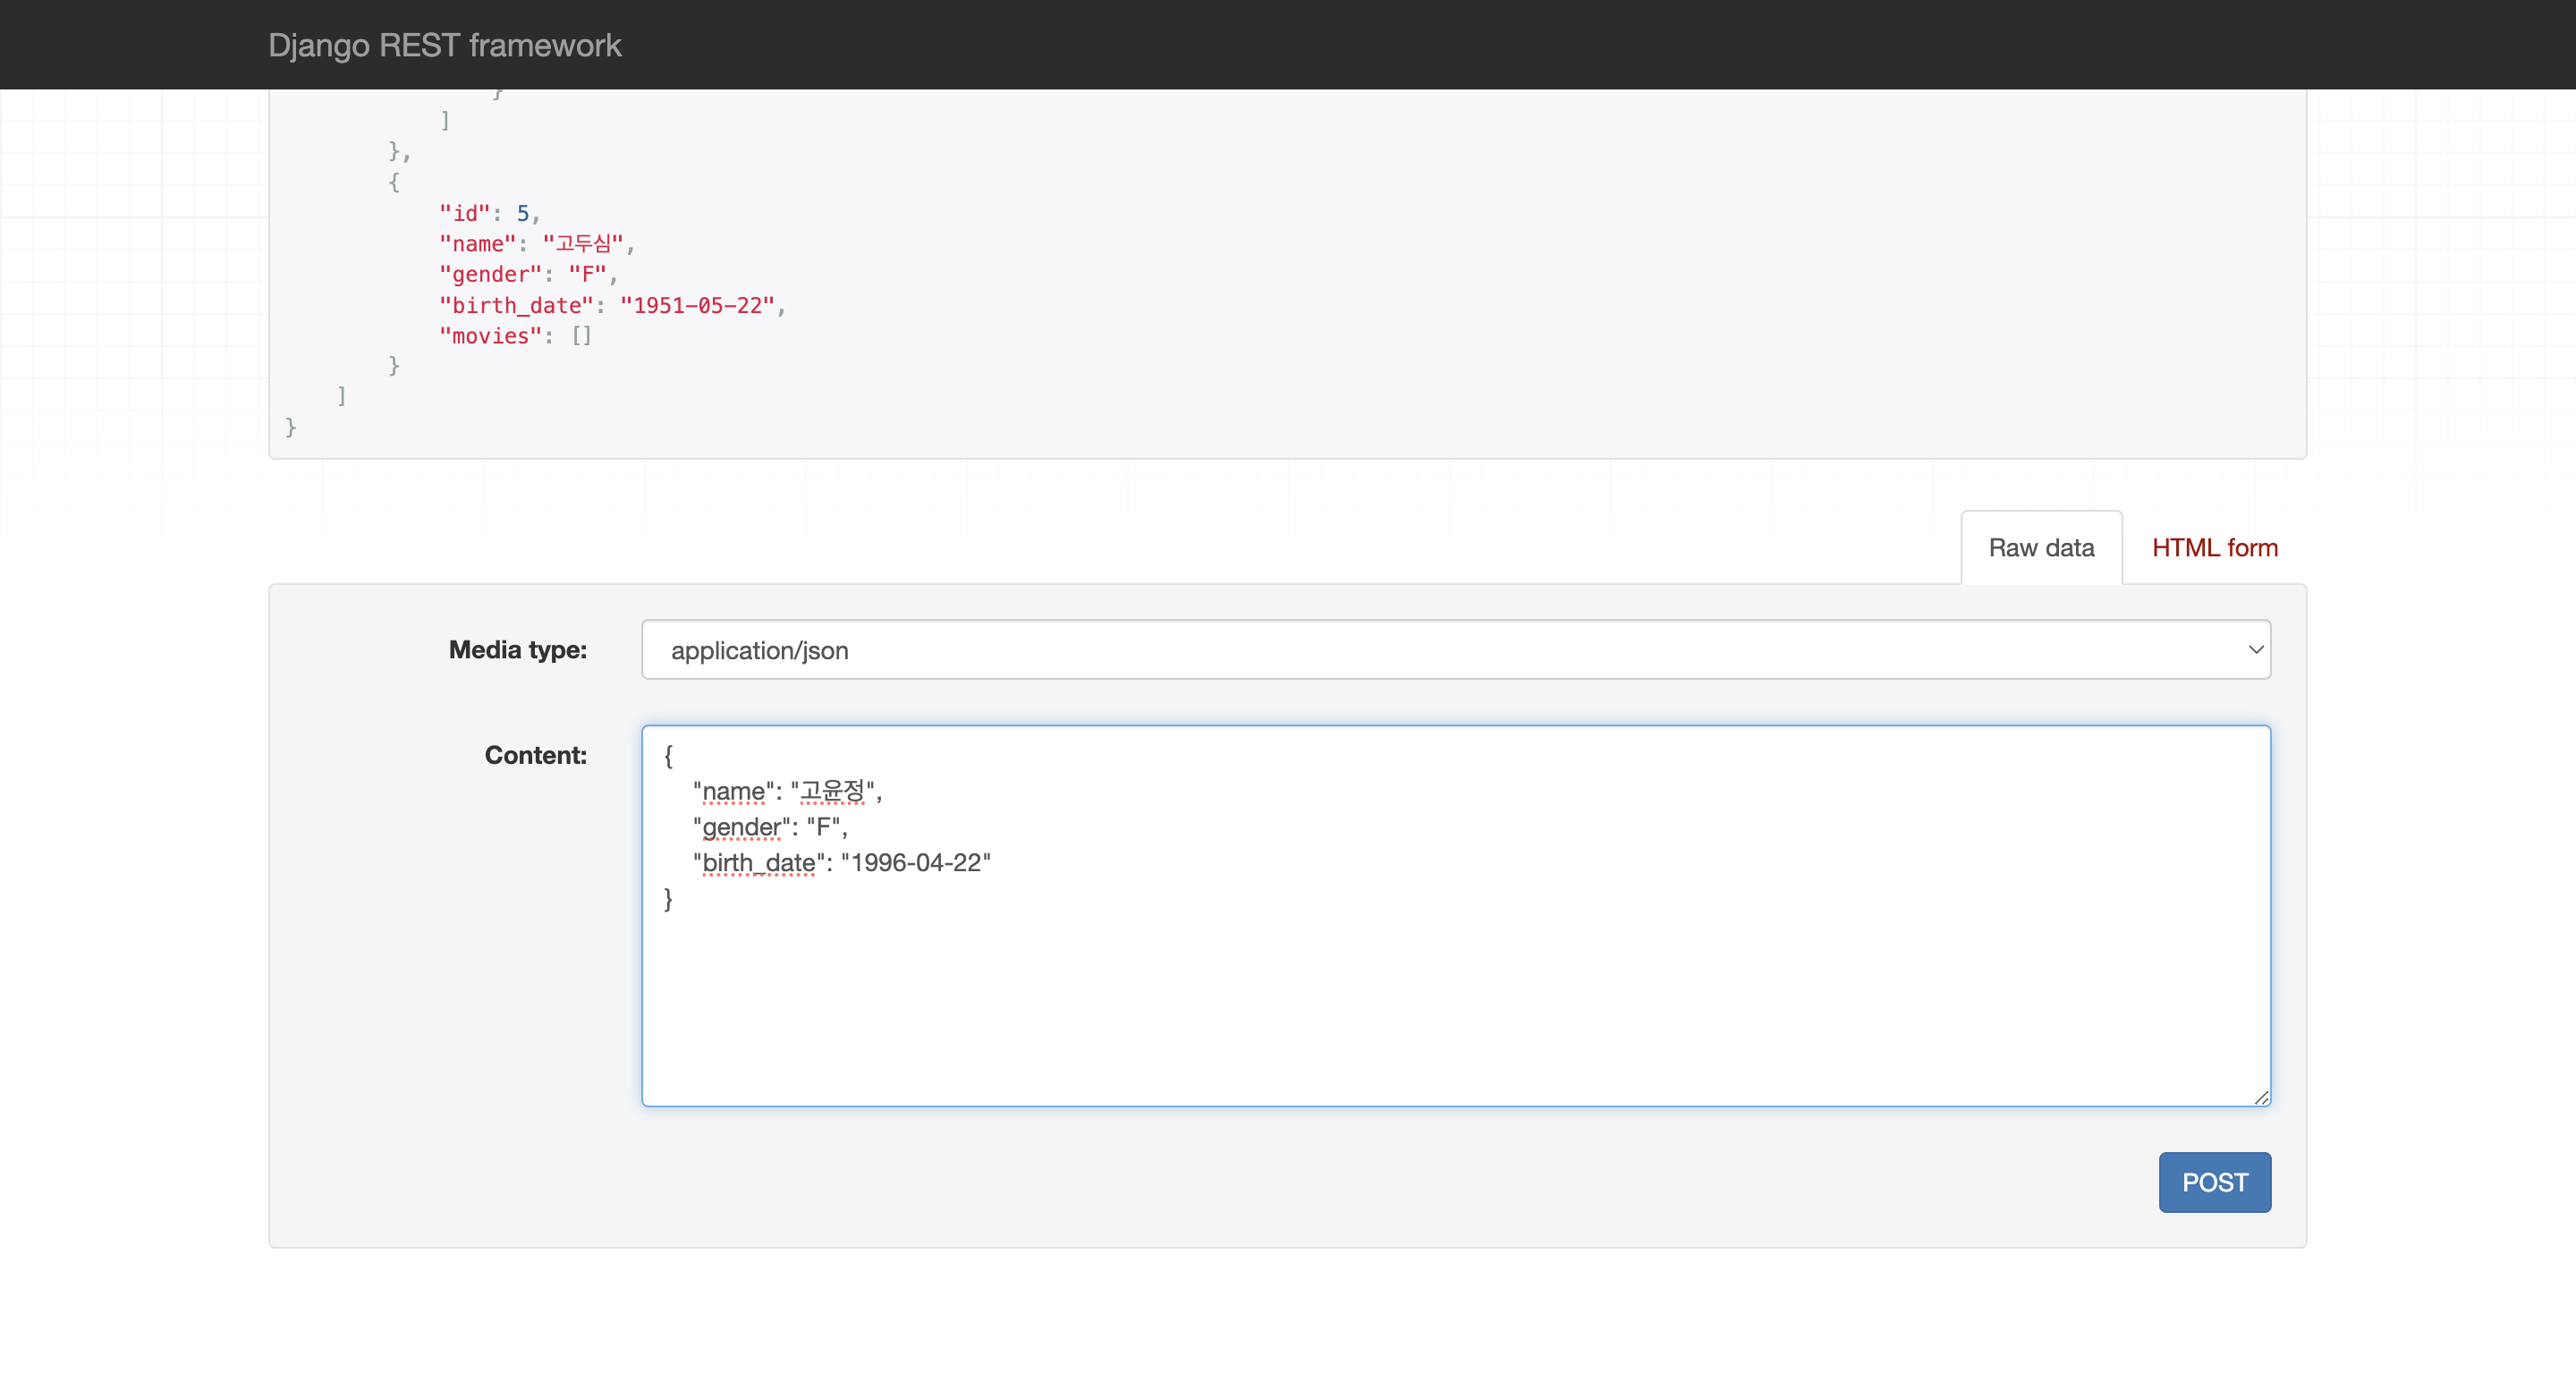 Django REST framework
}
]
},
{
"id": 5,
"name": "고두심",
"gender": "F",
"birth_date": "1951-05-22",
"movies": []
}
]
}
Raw data
HTML form
Media type:
application/json
Content:
{
"name": "고윤정",
"gender": "F",
"birth_date": "1996-04-22"
}
POST